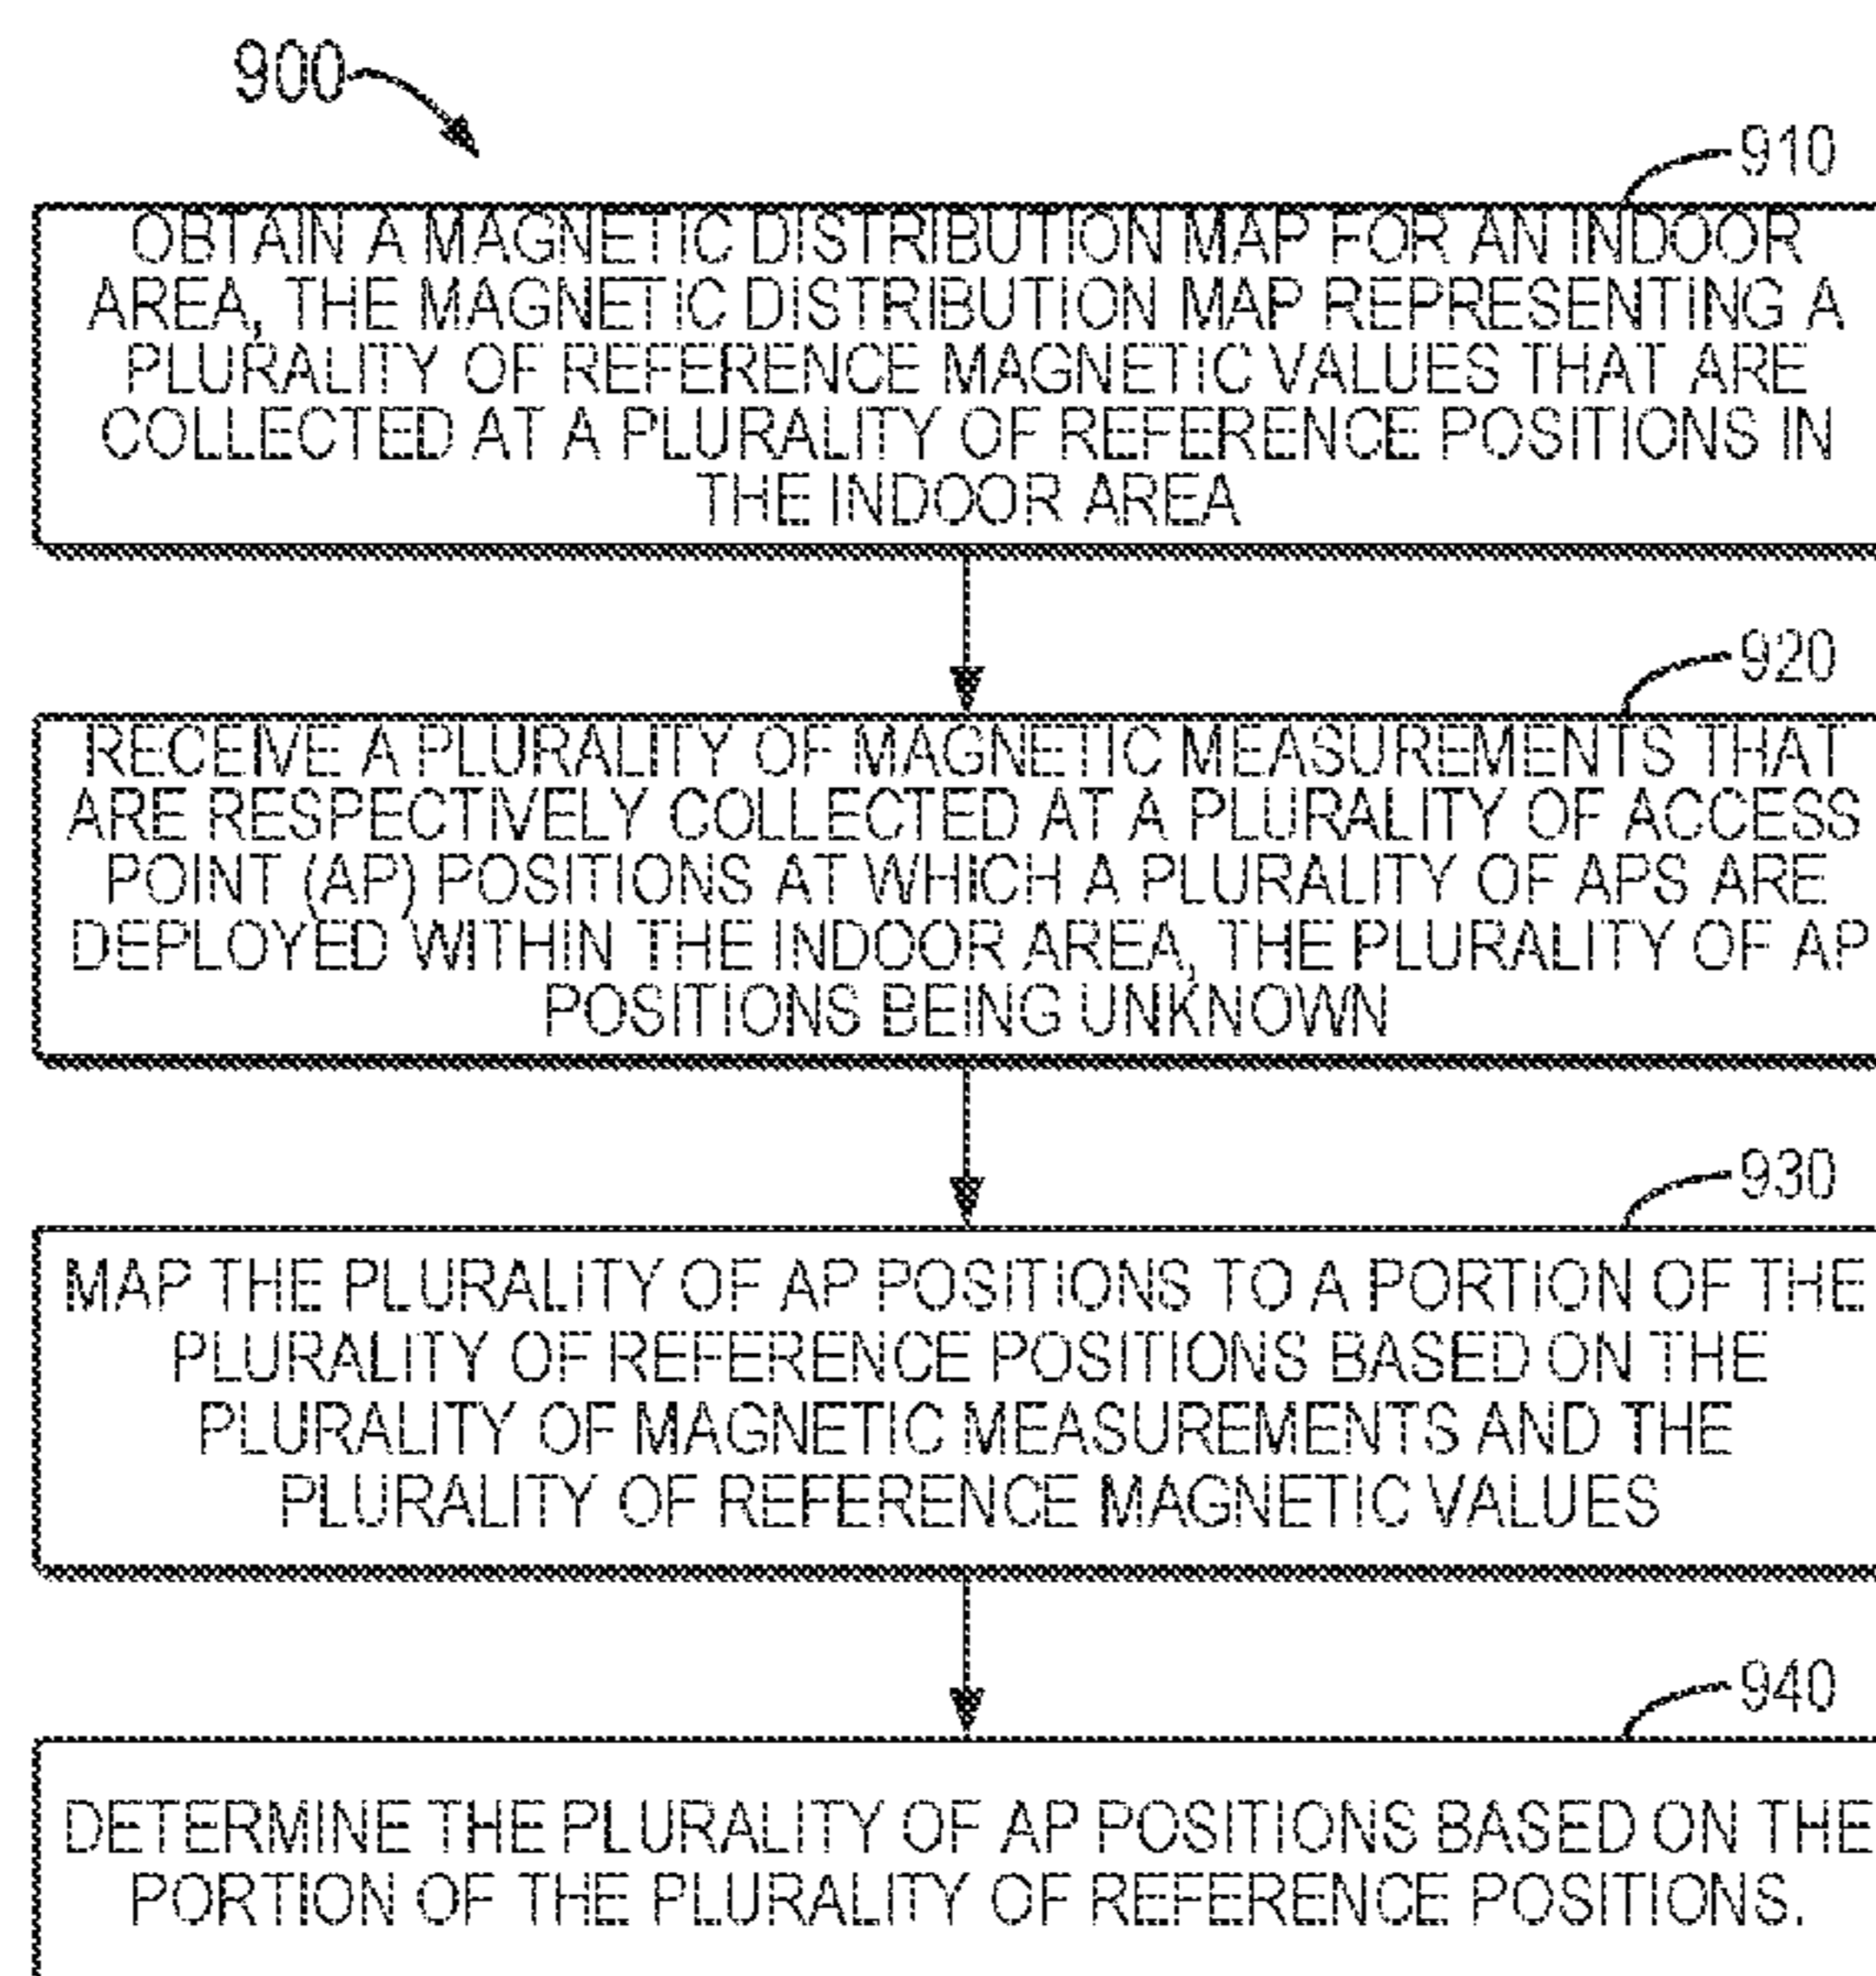 900
910
OBTAIN A MAGNETIC DISTRIBUTION MAP FOR AN INDOOR
AREA, THE MAGNETIC DISTRIBUTION MAP REPRESENTING A
PLURALITY OF REFERENCE MAGNETIC VALUES THAT ARE
COLLECTED AT A PLURALITY OF REFERENCE POSITIONS IN
THE INDOOR AREA
920
RECEIVE A PLURALITY OF MAGNETIC MEASUREMENTS THAT
ARE RESPECTIVELY COLLECTED AT A PLURALITY OF ACCESS
POINT (AP) POSITIONS AT WHICH A PLURALITY OF APS ARE
DEPLOYED WITHIN THE INDOOR AREA, THE PLURALITY OF AP
POSITIONS BEING UNKNOWN
930
MAP THE PLURALITY OF AP POSITIONS TO A PORTION OF THE
PLURALITY OF REFERENCE POSITIONS BASED ON THE
PLURALITY OF MAGNETIC MEASUREMENTS AND THE
PLURALITY OF REFERENCE MAGNETIC VALUES
940
DETERMINE THE PLURALITY OF AP POSITIONS BASED ON THE
PORTION OF THE PLURALITY OF REFERENCE POSITIONS.